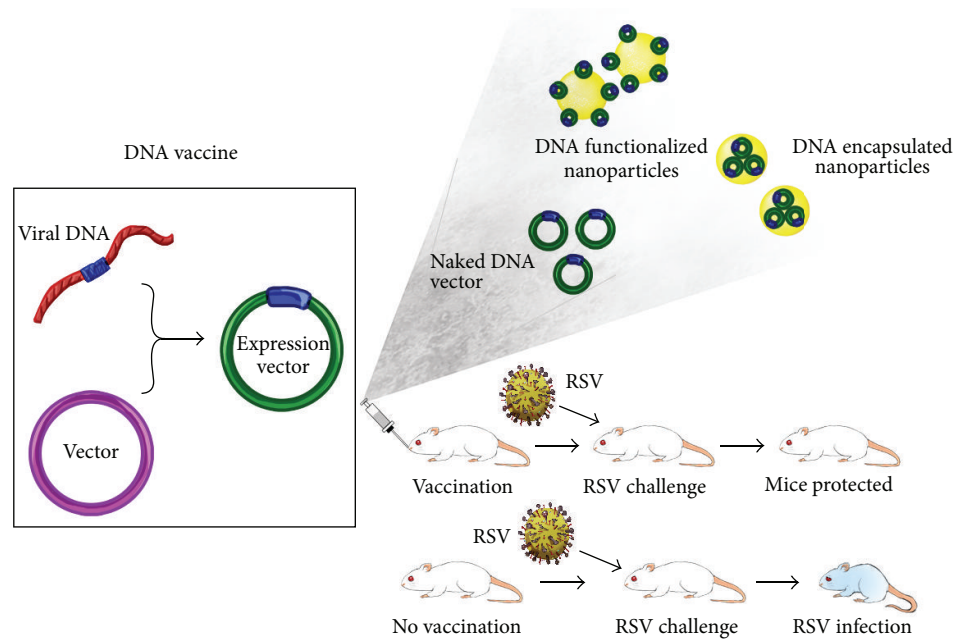 DNA vaccine
Viral DNA
Expression
vector
Vector
DNA functionalized
nanoparticles
DNA encapsulated
nanoparticles
Naked DNA
vector
RSV
Vaccination
RSV challenge
Mice protected
RSV
No vaccination
RSV challenge
RSV infection